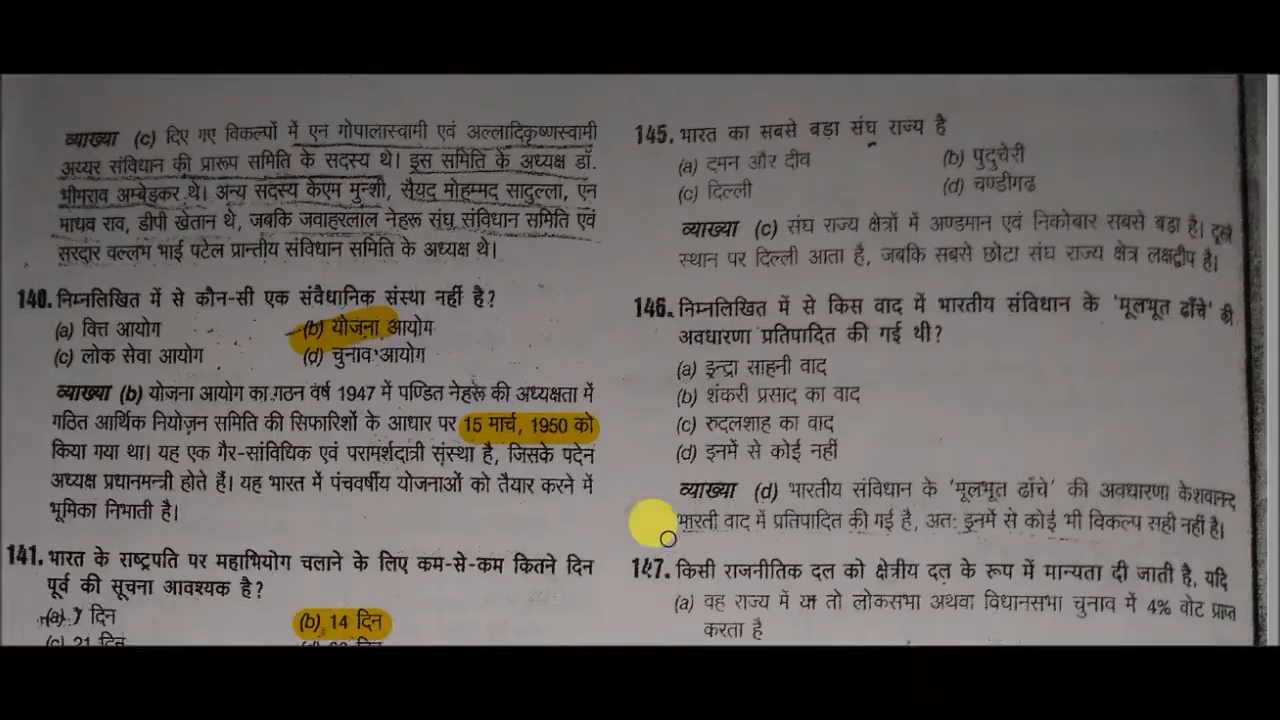 व्याख्या (c) दिए गए विकल्पों में एन गोपालास्वामी एवं अल्लादिकृष्णस्वामी
अय्यर संविधान की प्रारूप समिति के सदस्य थे। इस समिति के अध्यक्ष डॉ.
भीमराव अम्बेडकर थे। अन्य सदस्य केएम मुन्शी, सैयद मोहम्मद सादुल्ला, एन
माधव राव, डीपी खेतान थे, जबकि जवाहरलाल नेहरू संघ संविधान समिति एवं
सरदार वल्लभ भाई पटेल प्रान्तीय संविधान समिति के अध्यक्ष थे।
140. निम्नलिखित में से कौन-सी एक संवैधानिक संस्था नहीं है?
(a) वित्त आयोग (b) योजना आयोग
(c) लोक सेवा आयोग (d) चुनाव आयोग
व्याख्या (b) योजना आयोग का गठन वर्ष 1947 में पण्डित नेहरू की अध्यक्षता में
गठित आर्थिक नियोजन समिति की सिफारिशों के आधार पर 15 मार्च, 1950 को
किया गया था। यह एक गैर-सांविधिक एवं परामर्शदात्री संस्था है, जिसके पदेन
अध्यक्ष प्रधानमन्त्री होते हैं। यह भारत में पंचवर्षीय योजनाओं को तैयार करने में
भूमिका निभाती है।
141. भारत के राष्ट्रपति पर महाभियोग चलाने के लिए कम-से-कम कितने दिन
पूर्व की सूचना आवश्यक है?
(a) 7 दिन (b) 14 दिन
(c) 21 दिन
145. भारत का सबसे बड़ा संघ राज्य है
(a) दमन और दीव (b) पुदुचेरी
(c) दिल्ली (d) चण्डीगढ़
व्याख्या (c) संघ राज्य क्षेत्रों में अण्डमान एवं निकोबार सबसे बड़ा है। दूसरे
स्थान पर दिल्ली आता है, जबकि सबसे छोटा संघ राज्य क्षेत्र लक्षद्वीप है।
146. निम्नलिखित में से किस वाद में भारतीय संविधान के 'मूलभूत ढाँचे' की
अवधारणा प्रतिपादित की गई थी?
(a) इन्द्रा साहनी वाद
(b) शंकरी प्रसाद का वाद
(c) रुदलशाह का वाद
(d) इनमें से कोई नहीं
व्याख्या (d) भारतीय संविधान के 'मूलभूत ढाँचे' की अवधारणा केशवानन्द
भारती वाद में प्रतिपादित की गई है, अतः इनमें से कोई भी विकल्प सही नहीं है।
147. किसी राजनीतिक दल को क्षेत्रीय दल के रूप में मान्यता दी जाती है, यदि
(a) वह राज्य में या तो लोकसभा अथवा विधानसभा चुनाव में 4% वोट प्राप्त
करता है